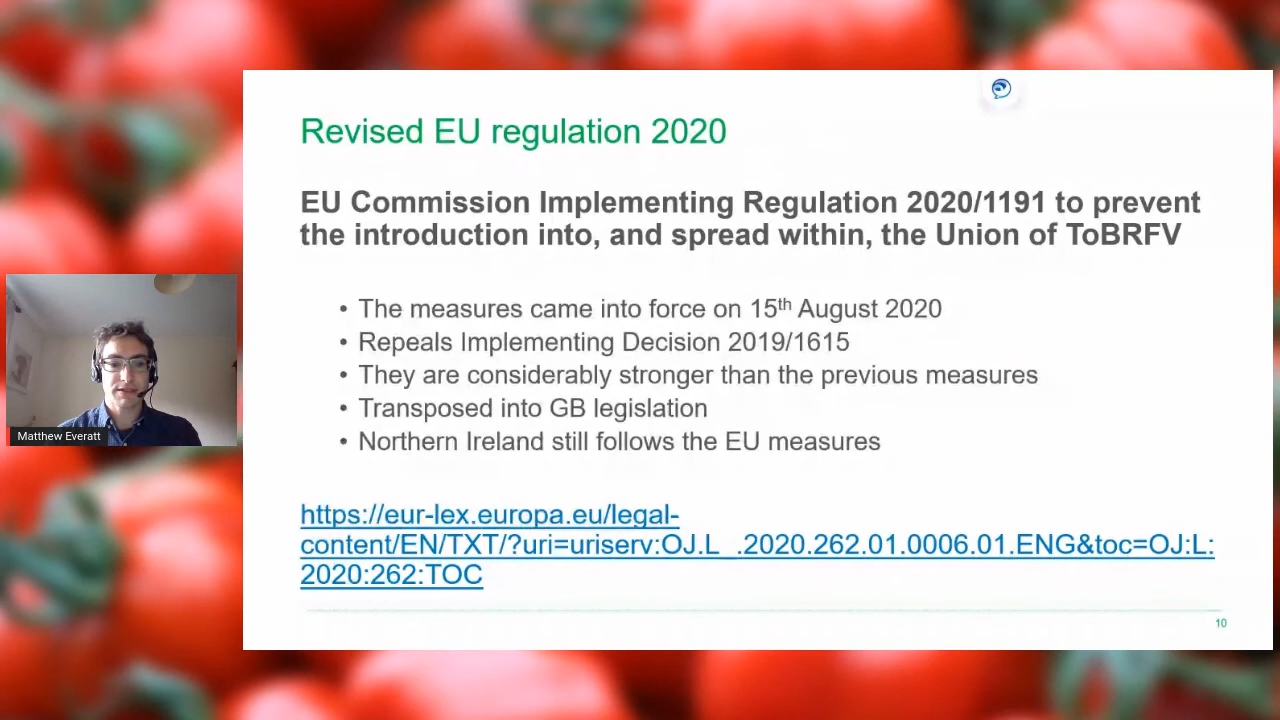 Revised EU regulation 2020
EU Commission Implementing Regulation 2020/1191 to prevent
the introduction into, and spread within, the Union of ToBRFV
• The measures came into force on 15th August 2020
• Repeals Implementing Decision 2019/1615
• They are considerably stronger than the previous measures
• Transposed into GB legislation
• Northern Ireland still follows the EU measures
https://eur-lex.europa.eu/legal-
content/EN/TXT/?uri=uriserv:OJ.L_.2020.262.01.0006.01.ENG&toc=OJ:L:
2020:262:TOC
10
Matthew Everatt